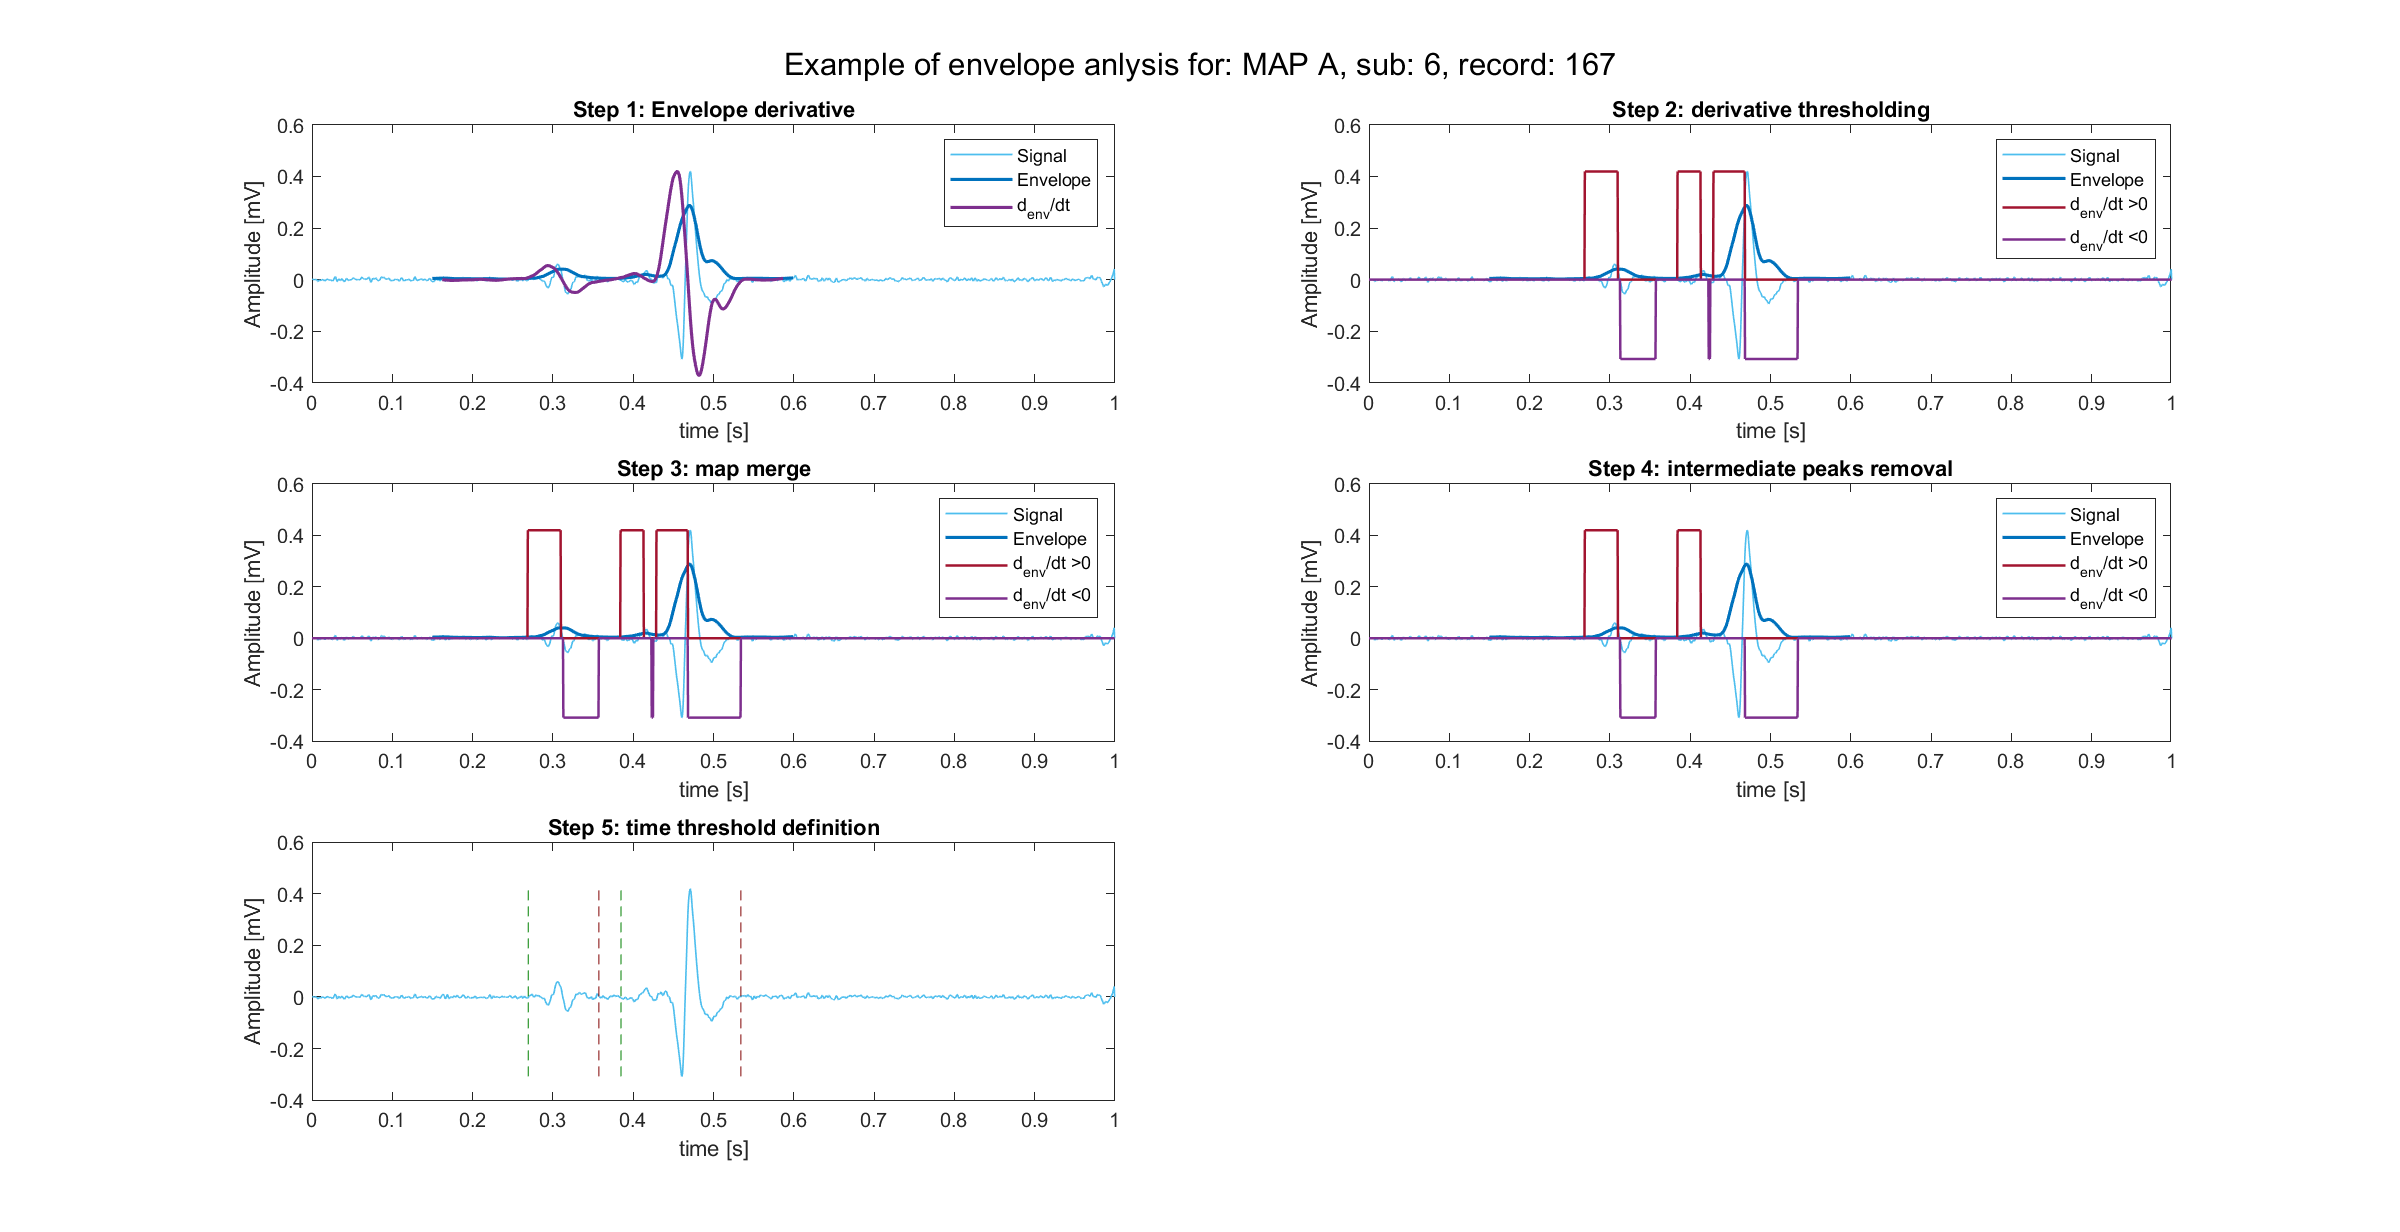 Example of envelope anlysis for: MAP A, sub: 6, record: 167
Step 1: Envelope derivative
0.6
0.4
0.2
0
-0.2
-0.4
Amplitude [mV]
Signal
Envelope
d_env/dt
0 0.1 0.2 0.3 0.4 0.5 0.6 0.7 0.8 0.9 1
time [s]
Step 2: derivative thresholding
0.6
0.4
0.2
0
-0.2
-0.4
Amplitude [mV]
Signal
Envelope
d_env/dt >0
d_env/dt <0
0 0.1 0.2 0.3 0.4 0.5 0.6 0.7 0.8 0.9 1
time [s]
Step 3: map merge
0.6
0.4
0.2
0
-0.2
-0.4
Amplitude [mV]
Signal
Envelope
d_env/dt >0
d_env/dt <0
0 0.1 0.2 0.3 0.4 0.5 0.6 0.7 0.8 0.9 1
time [s]
Step 4: intermediate peaks removal
0.6
0.4
0.2
0
-0.2
-0.4
Amplitude [mV]
Signal
Envelope
d_env/dt >0
d_env/dt <0
0 0.1 0.2 0.3 0.4 0.5 0.6 0.7 0.8 0.9 1
time [s]
Step 5: time threshold definition
0.6
0.4
0.2
0
-0.2
-0.4
Amplitude [mV]
0 0.1 0.2 0.3 0.4 0.5 0.6 0.7 0.8 0.9 1
time [s]